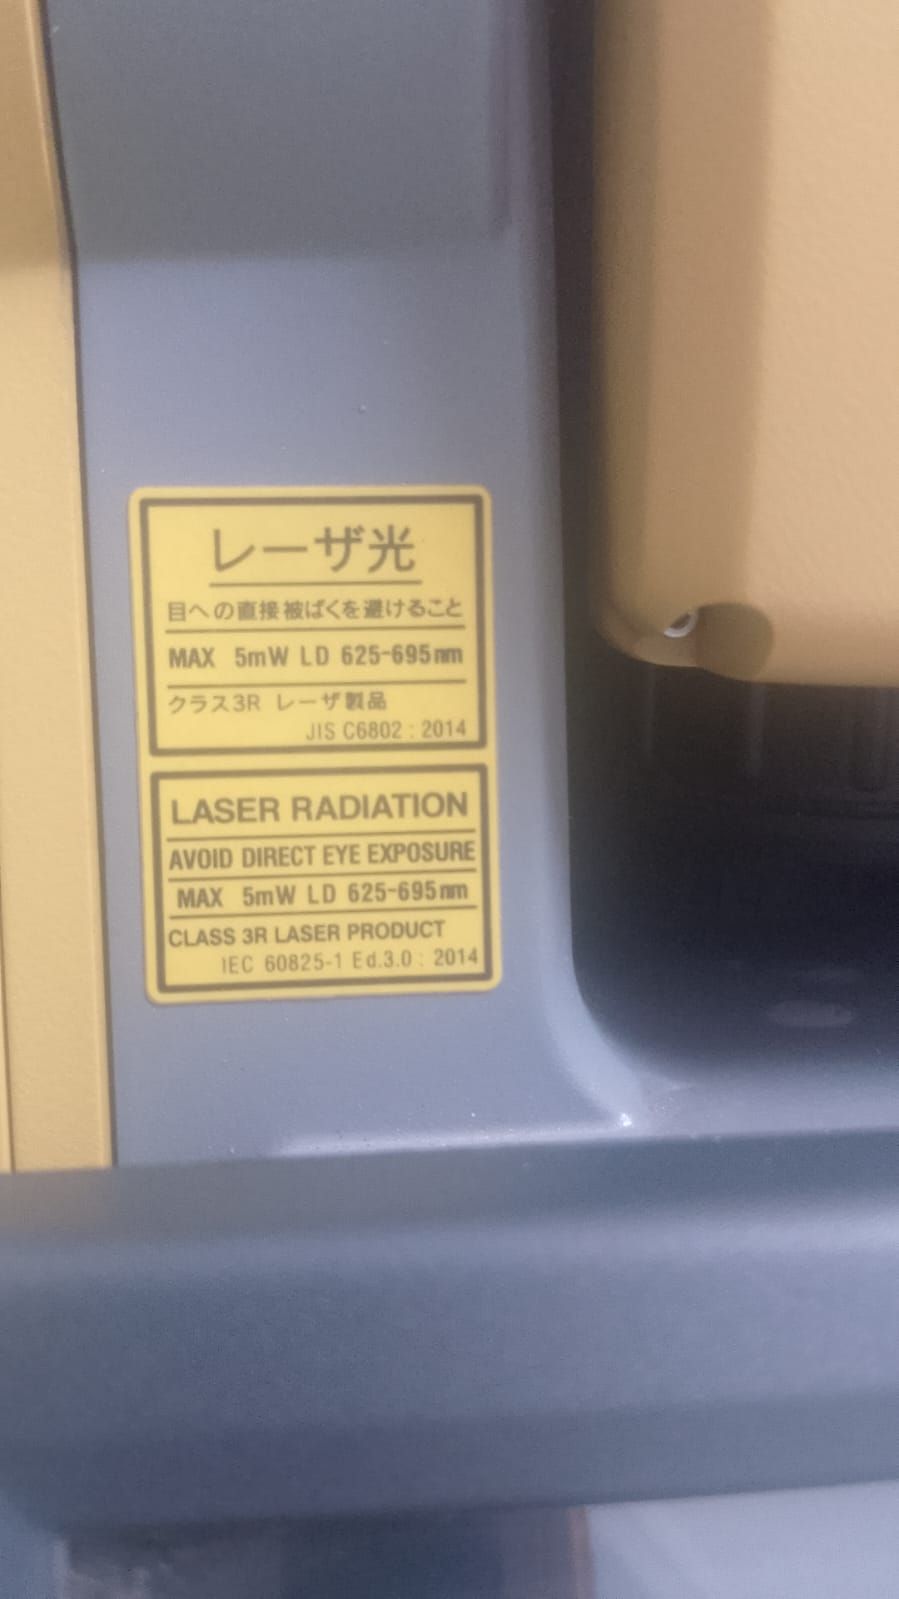 レーザ光
目への直接被ばくを避けること
MAX 5mW LD 625-695nm
クラス3R レーザ製品
JIS C6802 : 2014
LASER RADIATION
AVOID DIRECT EYE EXPOSURE
MAX 5mW LD 625-695nm
CLASS 3R LASER PRODUCT
IEC 60825-1 Ed.3.0 : 2014